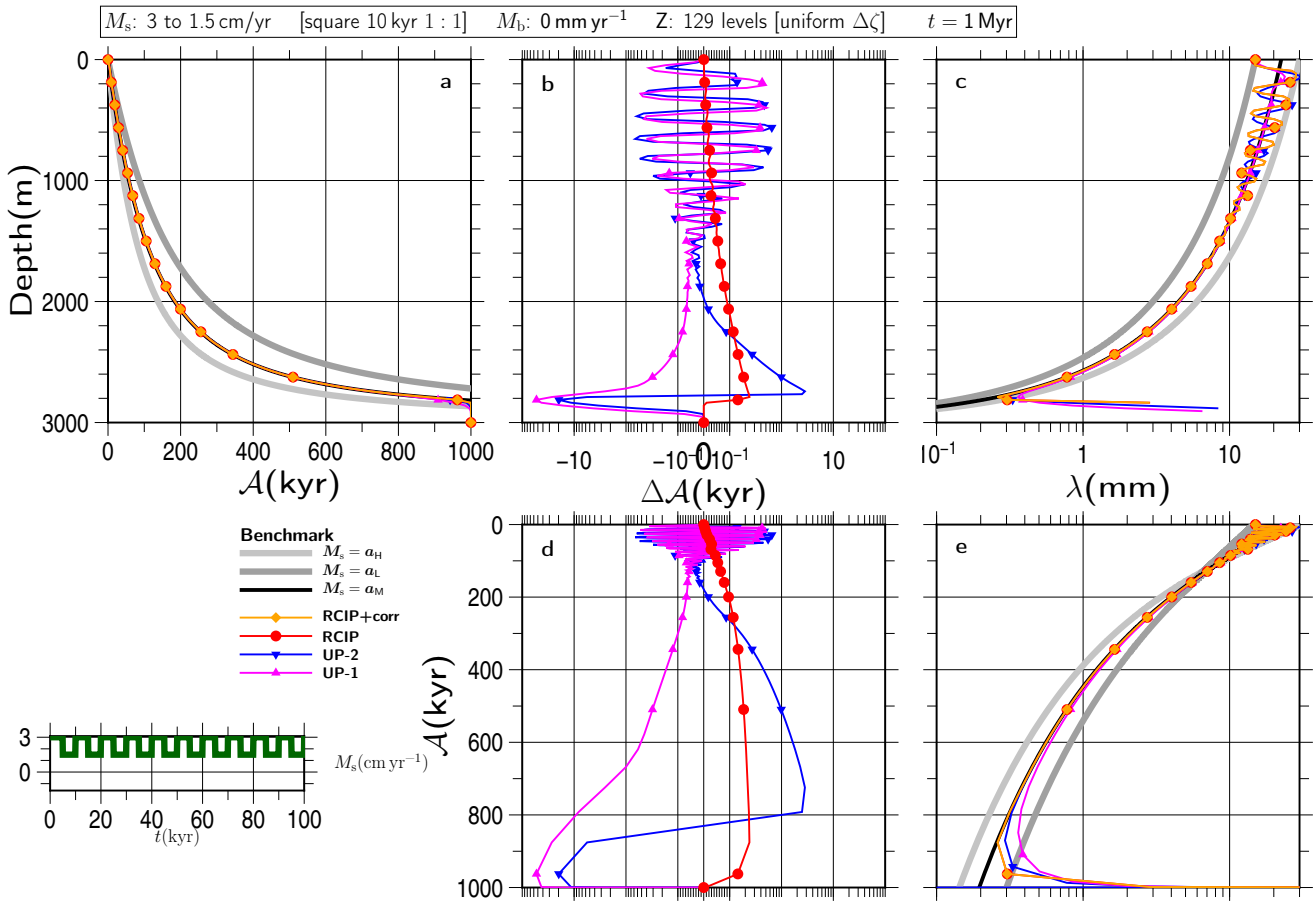 Mₛ: 3 to 1.5 cm/yr [square 10 kyr 1 : 1] M_b: 0 mm yr⁻¹ Z: 129 levels [uniform Δζ] t = 1 Myr
0
1000
2000
3000
Depth(m)
a
0 200 400 600 800 1000
𝒜(kyr)
b
−10 −10⁻¹ 0 10⁻¹ 10
Δ𝒜(kyr)
c
10⁻¹ 1 10
λ(mm)
Benchmark
Mₛ = a_H
Mₛ = a_L
Mₛ = a_M
RCIP+corr
RCIP
UP-2
UP-1
3
0
Mₛ(cm yr⁻¹)
0 20 40 60 80 100
t(kyr)
0
200
400
600
800
1000
𝒜(kyr)
d
e